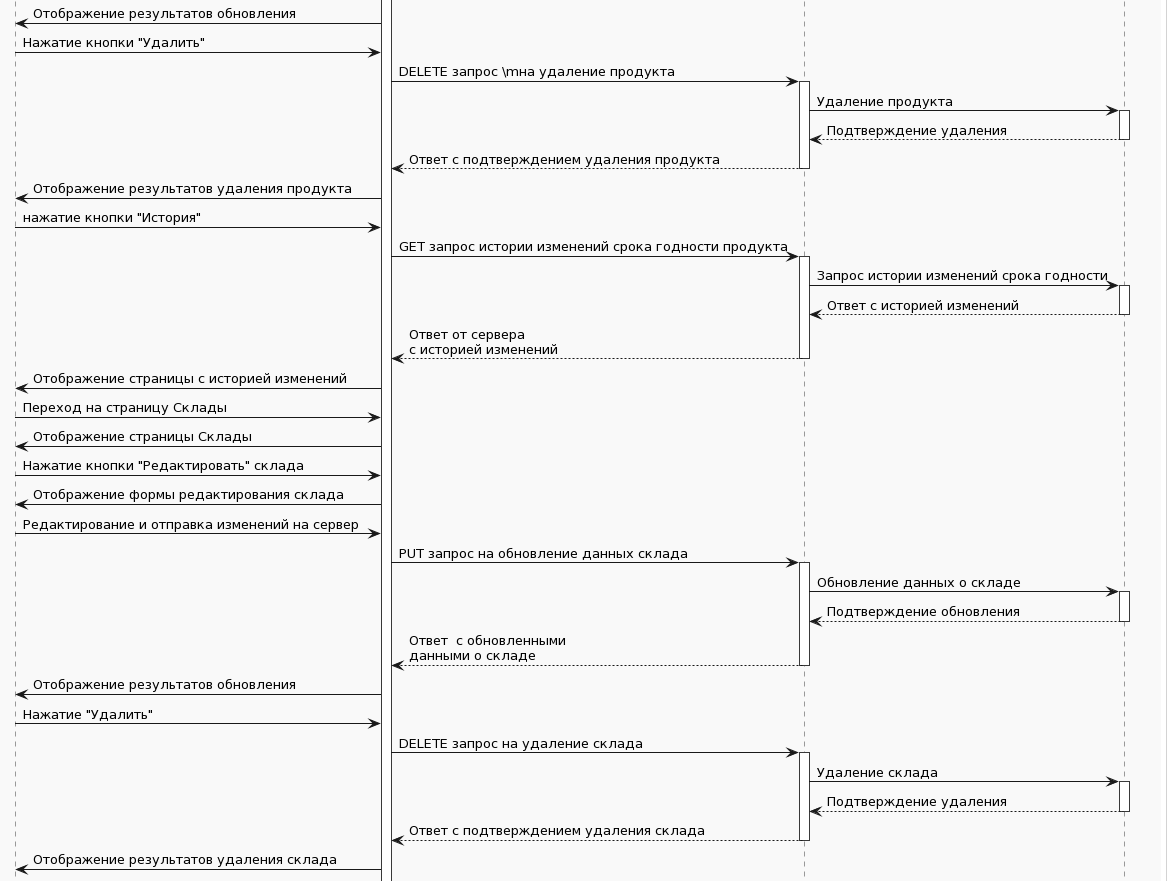 Отображение результатов обновления
Нажатие кнопки "Удалить"
DELETE запрос \mна удаление продукта
Удаление продукта
Подтверждение удаления
Ответ с подтверждением удаления продукта
Отображение результатов удаления продукта
нажатие кнопки "История"
GET запрос истории изменений срока годности продукта
Запрос истории изменений срока годности
Ответ с историей изменений
Ответ от сервера
с историей изменений
Отображение страницы с историей изменений
Переход на страницу Склады
Отображение страницы Склады
Нажатие кнопки "Редактировать" склада
Отображение формы редактирования склада
Редактирование и отправка изменений на сервер
PUT запрос на обновление данных склада
Обновление данных о складе
Подтверждение обновления
Ответ  с обновленными
данными о складе
Отображение результатов обновления
Нажатие "Удалить"
DELETE запрос на удаление склада
Удаление склада
Подтверждение удаления
Ответ с подтверждением удаления склада
Отображение результатов удаления склада